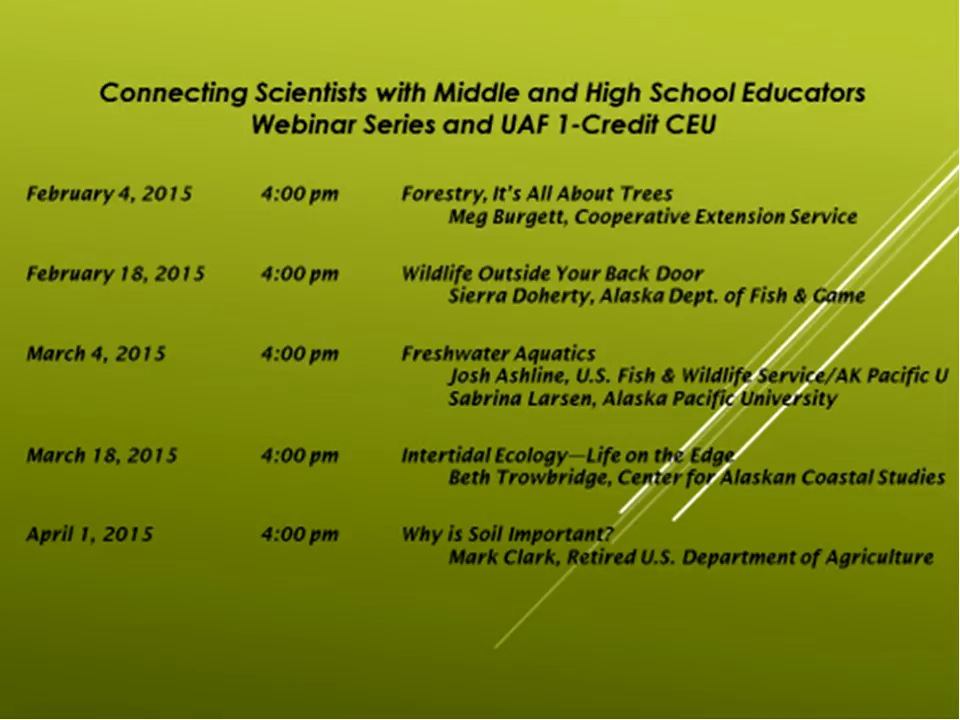 Connecting Scientists with Middle and High School Educators
Webinar Series and UAF 1-Credit CEU
February 4, 2015 4:00 pm Forestry, It's All About Trees
Meg Burgett, Cooperative Extension Service
February 18, 2015 4:00 pm Wildlife Outside Your Back Door
Sierra Doherty, Alaska Dept. of Fish & Game
March 4, 2015 4:00 pm Freshwater Aquatics
Josh Ashline, U.S. Fish & Wildlife Service/AK Pacific U
Sabrina Larsen, Alaska Pacific University
March 18, 2015 4:00 pm Intertidal Ecology—Life on the Edge
Beth Trowbridge, Center for Alaskan Coastal Studies
April 1, 2015 4:00 pm Why is Soil Important?
Mark Clark, Retired U.S. Department of Agriculture